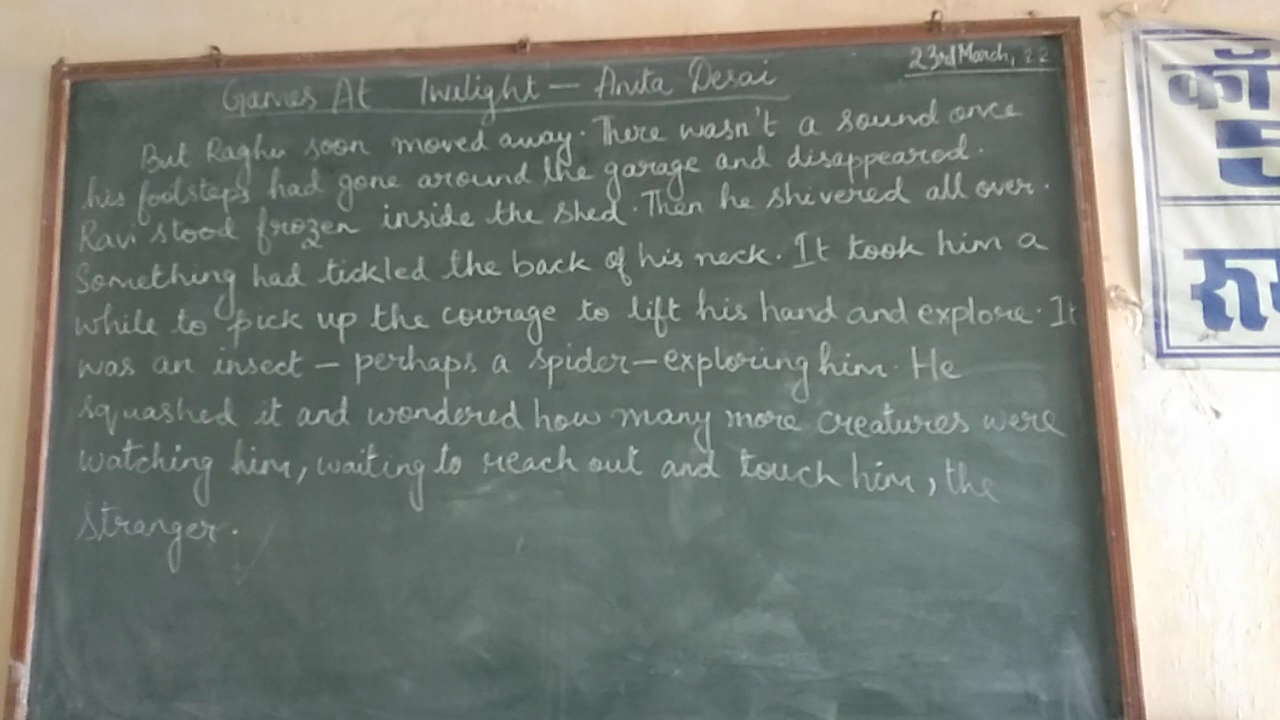 23rd March, 22
Games At Twilight — Anita Desai
But Raghu soon moved away. There wasn't a sound once
his footsteps had gone around the garage and disappeared.
Ravi stood frozen inside the shed. Then he shivered all over.
Something had tickled the back of his neck. It took him a
while to pick up the courage to lift his hand and explore. It
was an insect – perhaps a spider – exploring him. He
squashed it and wondered how many more creatures were
watching him, waiting to reach out and touch him, the
stranger.